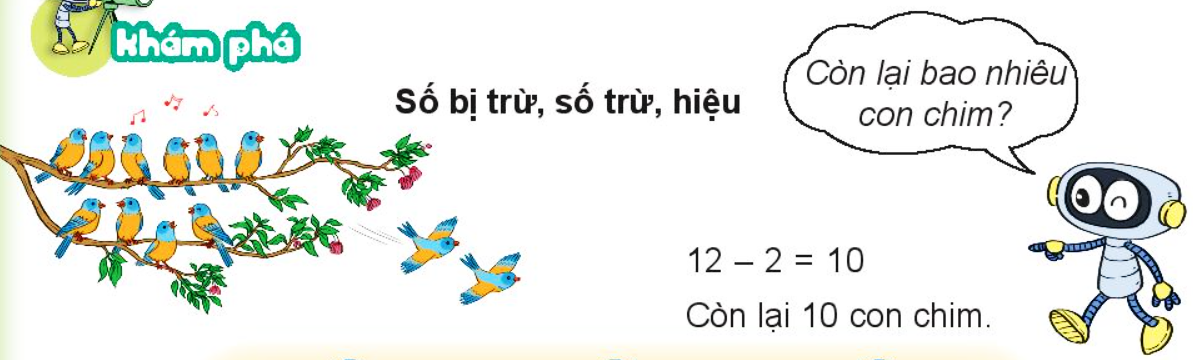 Khám phá
Số bị trừ, số trừ, hiệu
Còn lại bao nhiêu
con chim?
12 – 2 = 10
Còn lại 10 con chim.